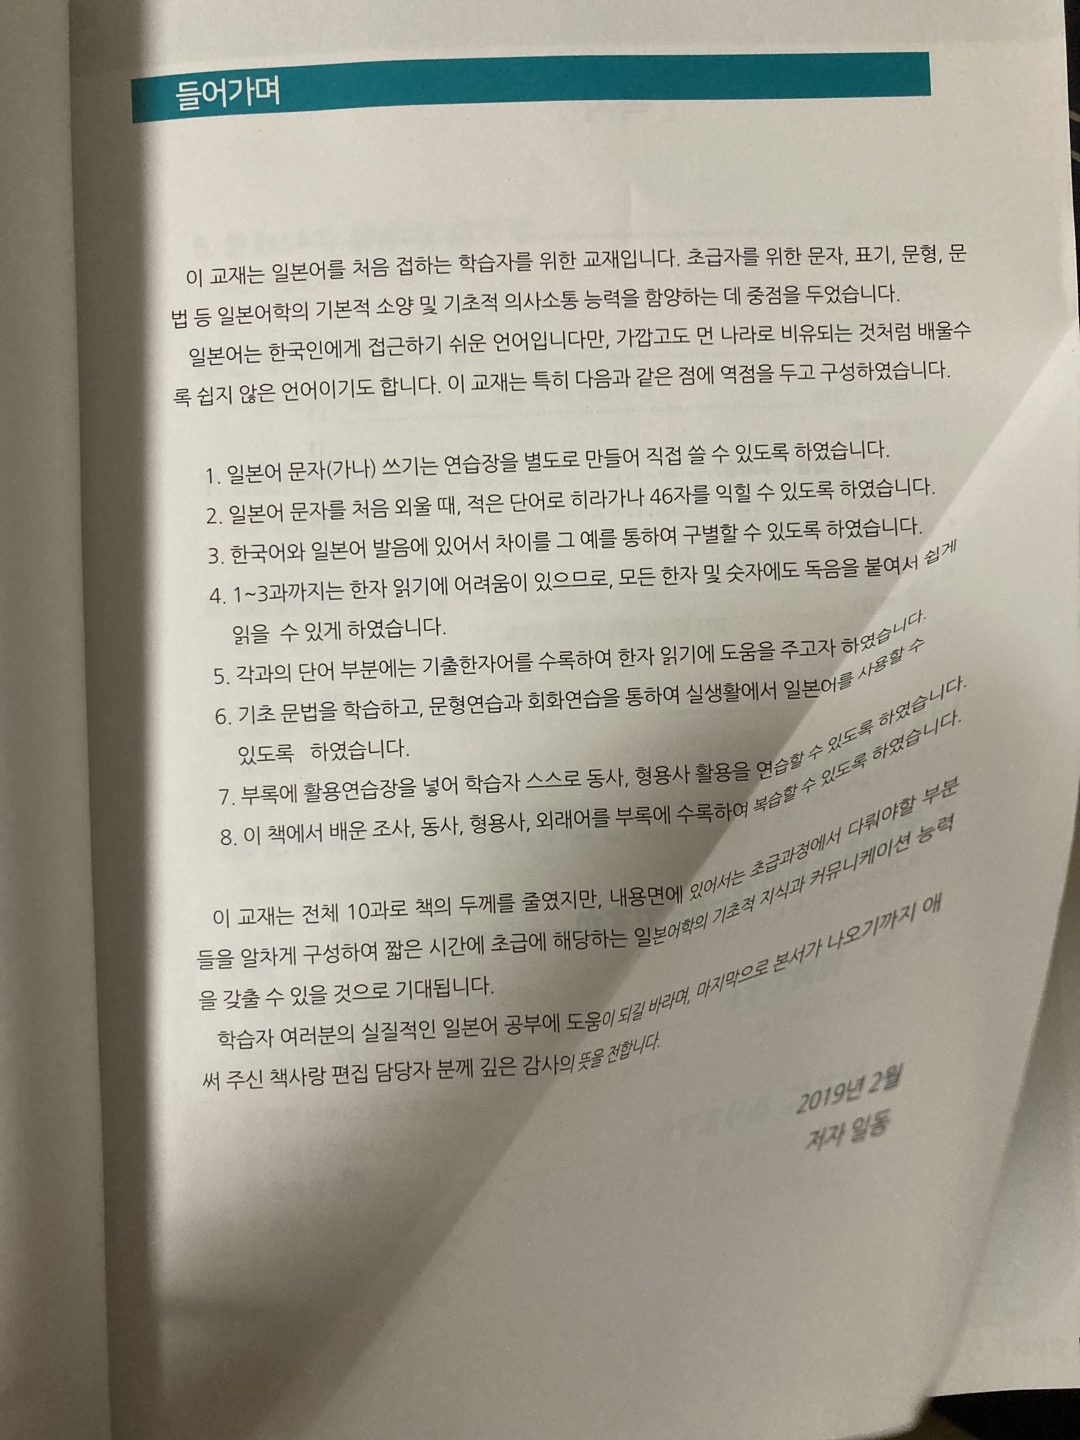 들어가며
이 교재는 일본어를 처음 접하는 학습자를 위한 교재입니다. 초급자를 위한 문자, 표기, 문형, 문
법 등 일본어학의 기본적 소양 및 기초적 의사소통 능력을 함양하는 데 중점을 두었습니다.
일본어는 한국인에게 접근하기 쉬운 언어입니다만, 가깝고도 먼 나라로 비유되는 것처럼 배울수
록 쉽지 않은 언어이기도 합니다. 이 교재는 특히 다음과 같은 점에 역점을 두고 구성하였습니다.
1. 일본어 문자(가나) 쓰기는 연습장을 별도로 만들어 직접 쓸 수 있도록 하였습니다.
2. 일본어 문자를 처음 외울 때, 적은 단어로 히라가나 46자를 익힐 수 있도록 하였습니다.
3. 한국어와 일본어 발음에 있어서 차이를 그 예를 통하여 구별할 수 있도록 하였습니다.
4. 1~3과까지는 한자 읽기에 어려움이 있으므로, 모든 한자 및 숫자에도 독음을 붙여서 쉽게
읽을 수 있게 하였습니다.
5. 각과의 단어 부분에는 기출한자어를 수록하여 한자 읽기에 도움을 주고자 하였습니다.
6. 기초 문법을 학습하고, 문형연습과 회화연습을 통하여 실생활에서 일본어를 사용할 수
있도록 하였습니다.
7. 부록에 활용연습장을 넣어 학습자 스스로 동사, 형용사 활용을 연습할 수 있도록 하였습니다.
8. 이 책에서 배운 조사, 동사, 형용사, 외래어를 부록에 수록하여 복습할 수 있도록 하였습니다.
이 교재는 전체 10과로 책의 두께를 줄였지만, 내용면에 있어서는 초급과정에서 다뤄야할 부분
들을 알차게 구성하여 짧은 시간에 초급에 해당하는 일본어학의 기초적 지식과 커뮤니케이션 능력
을 갖출 수 있을 것으로 기대됩니다.
학습자 여러분의 실질적인 일본어 공부에 도움이 되길 바라며, 마지막으로 본서가 나오기까지 애
써 주신 책사랑 편집 담당자 분께 깊은 감사의 뜻을 전합니다.
2019년 2월
저자 일동